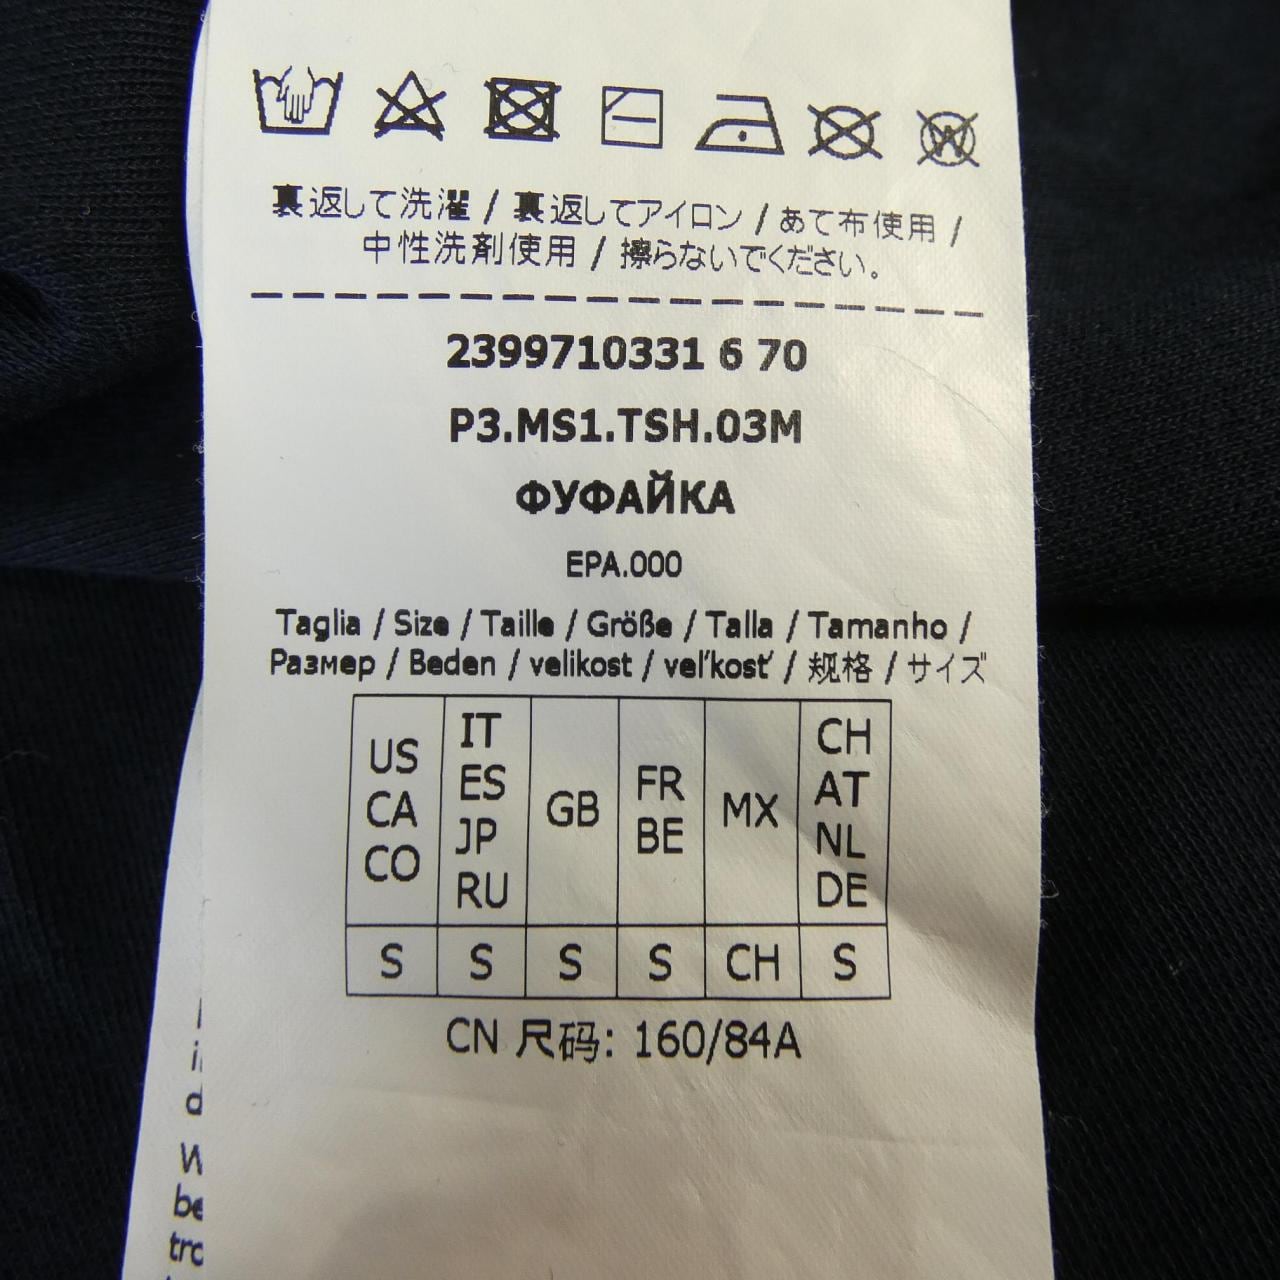 裏返して洗濯 / 裏返してアイロン / あて布使用 /
中性洗剤使用 / 擦らないでください。
2399710331 6 70
P3.MS1.TSH.03M
ФУФАЙКА
EPA.000
Taglia / Size / Taille / Größe / Talla / Tamanho /
Размер / Beden / velikost / veľkosť / 规格 / サイズ
US CA CO
IT ES JP RU
GB
FR BE
MX
CH AT NL DE
S S S S CH S
CN 尺码: 160/84A